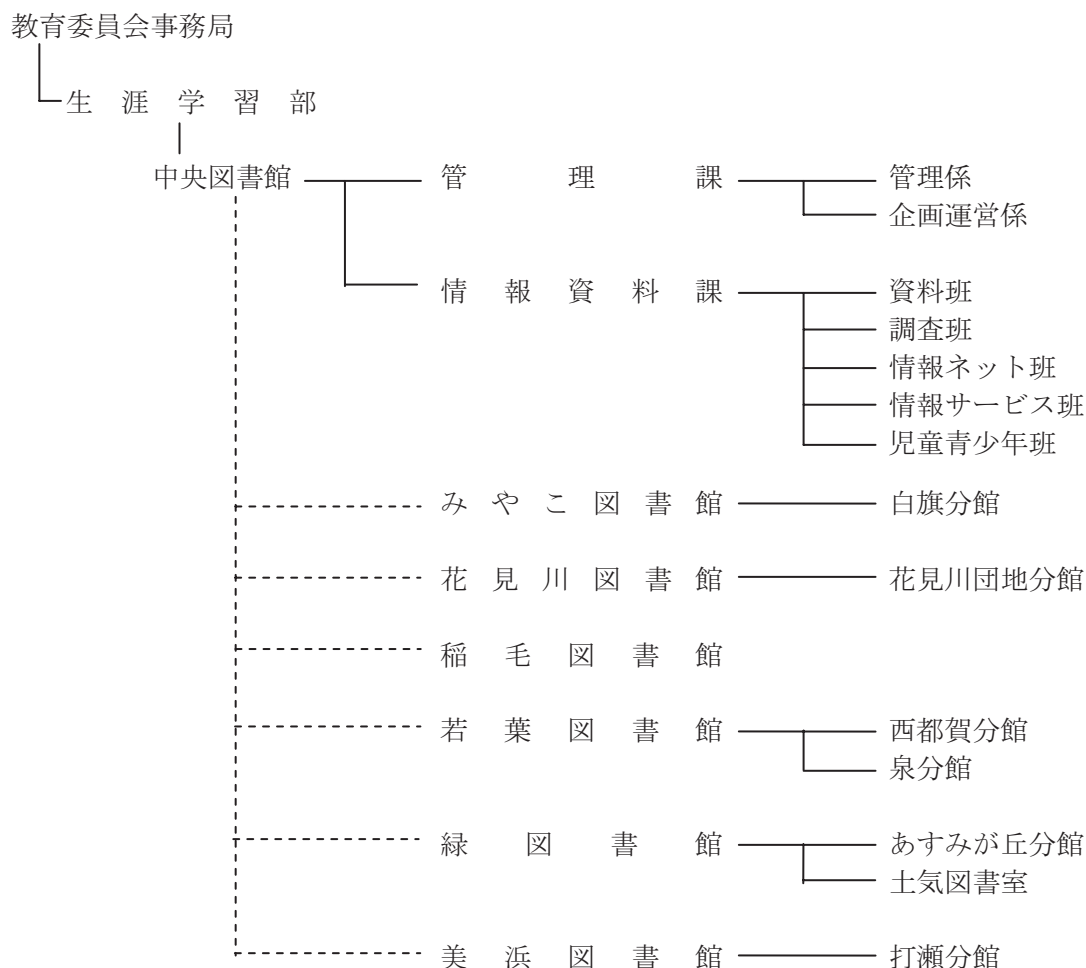 教育委員会事務局
生涯学習部
中央図書館 管理課 管理係
企画運営係
情報資料課 資料班
調査班
情報ネット班
情報サービス班
児童青少年班
みやこ図書館 白旗分館
花見川図書館 花見川団地分館
稲毛図書館
若葉図書館 西都賀分館
泉分館
緑図書館 あすみが丘分館
土気図書室
美浜図書館 打瀬分館